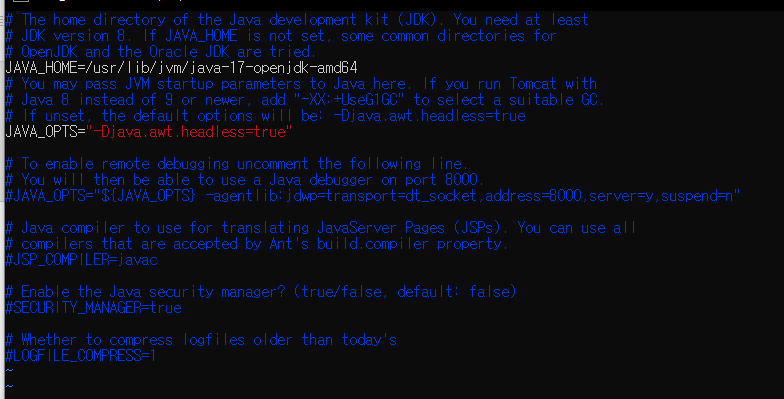 # The home directory of the Java development kit (JDK). You need at least
# JDK version 8. If JAVA_HOME is not set, some common directories for
# OpenJDK and the Oracle JDK are tried.
JAVA_HOME=/usr/lib/jvm/java-17-openjdk-amd64
# You may pass JVM startup parameters to Java here. If you run Tomcat with
# Java 8 instead of 9 or newer, add "-XX:+UseG1GC" to select a suitable GC.
# If unset, the default options will be: -Djava.awt.headless=true
JAVA_OPTS="-Djava.awt.headless=true"
# To enable remote debugging uncomment the following line.
# You will then be able to use a Java debugger on port 8000.
#JAVA_OPTS="${JAVA_OPTS} -agentlib:jdwp=transport=dt_socket,address=8000,server=y,suspend=n"
# Java compiler to use for translating JavaServer Pages (JSPs). You can use all
# compilers that are accepted by Ant's build.compiler property.
#JSP_COMPILER=javac
# Enable the Java security manager? (true/false, default: false)
#SECURITY_MANAGER=true
# Whether to compress logfiles older than today's
#LOGFILE_COMPRESS=1
~
~